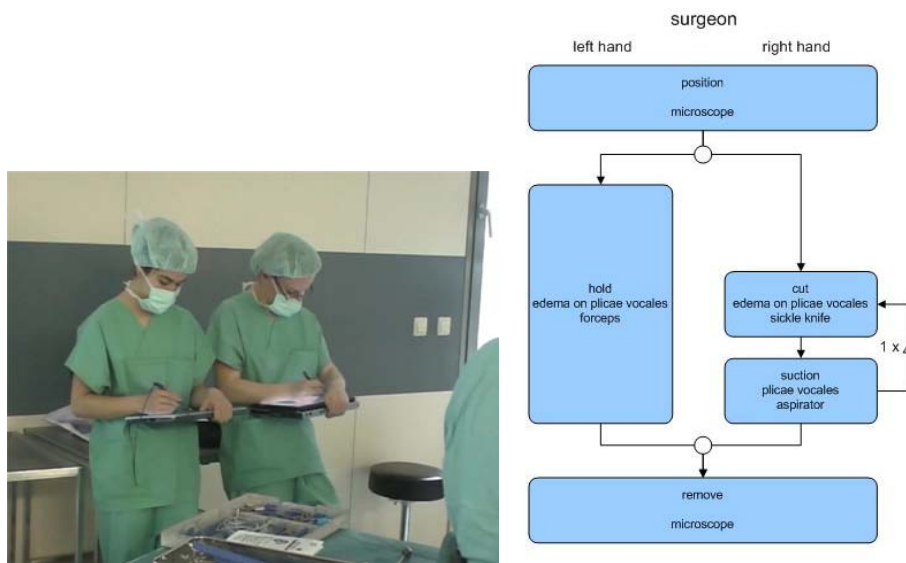 surgeon
left hand
right hand
position
microscope
hold
edema on plicae vocales
forceps
cut
edema on plicae vocales
sickle knife
1 x
suction
plicae vocales
aspirator
remove
microscope